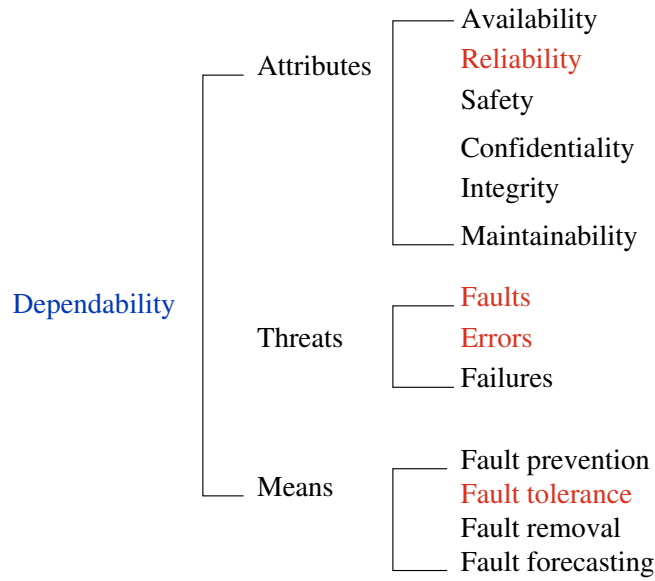 Dependability
Attributes
Availability
Reliability
Safety
Confidentiality
Integrity
Maintainability
Threats
Faults
Errors
Failures
Means
Fault prevention
Fault tolerance
Fault removal
Fault forecasting